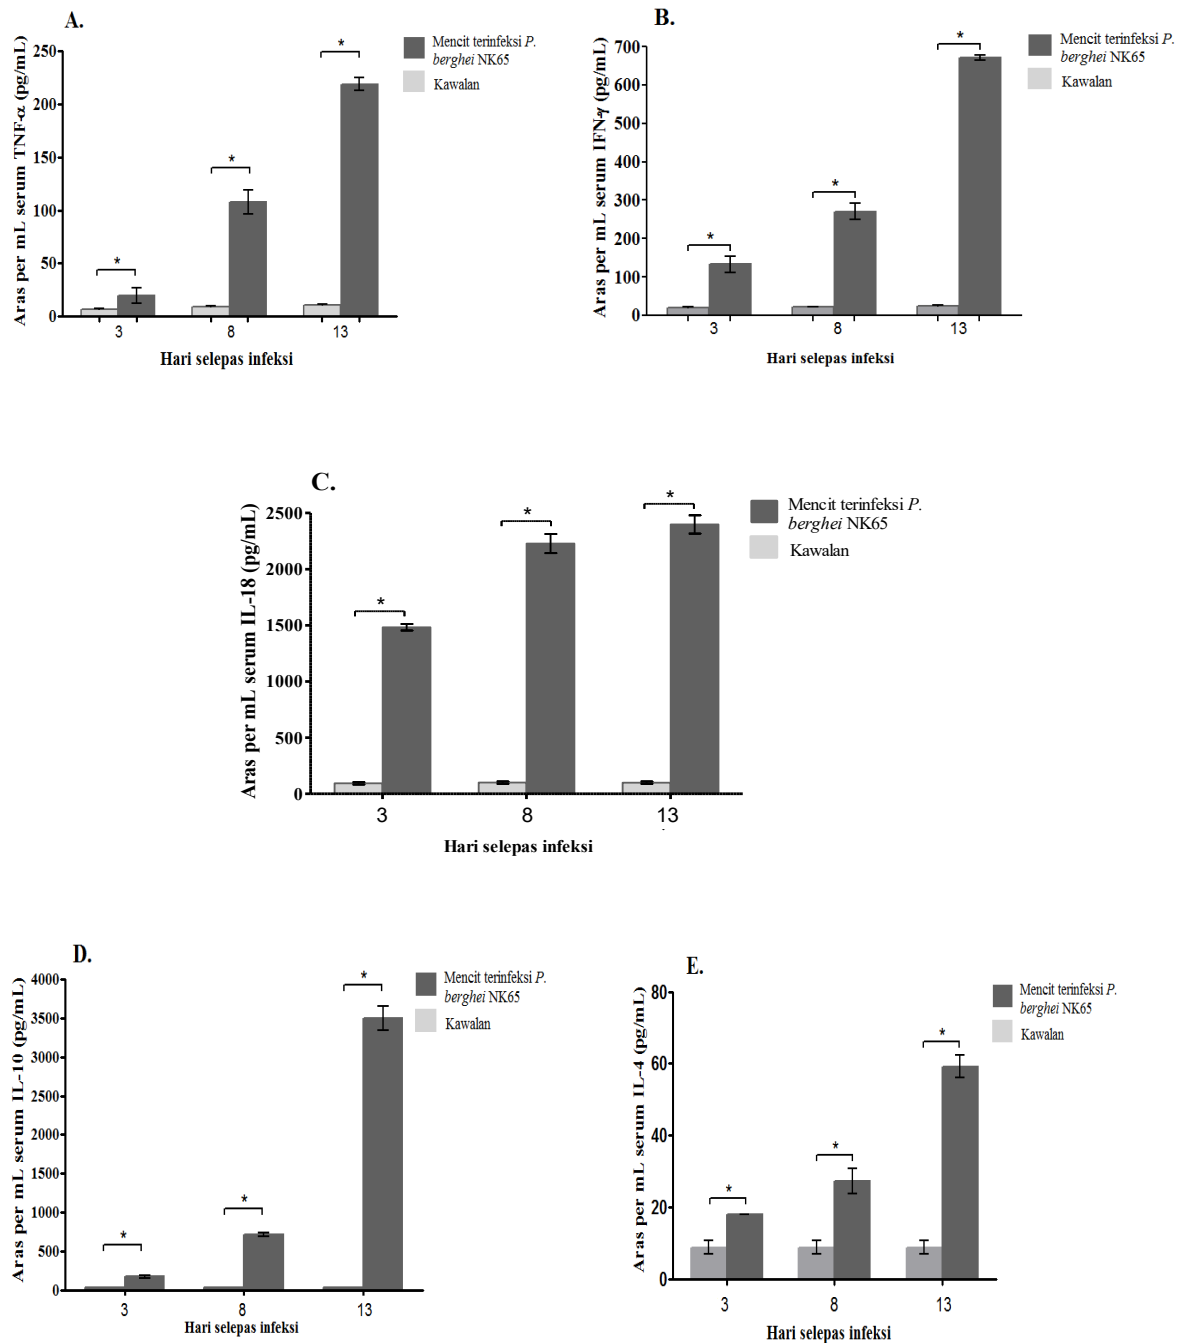 A.
Aras per mL serum TNF-α (pg/mL)
250
200
150
100
50
0
*
*
*
3
8
13
Hari selepas infeksi
Mencit terinfeksi P.
berghei NK65
Kawalan
B.
Aras per mL serum IFN-γ (pg/mL)
700
600
500
400
300
200
100
0
*
*
*
3
8
13
Hari selepas infeksi
Mencit terinfeksi P.
berghei NK65
Kawalan
C.
Aras per mL serum IL-18 (pg/mL)
2500
2000
1500
1000
500
0
*
*
*
3
8
13
Hari selepas infeksi
Mencit terinfeksi P.
berghei NK65
Kawalan
D.
Aras per mL serum IL-10 (pg/mL)
4000
3500
3000
2500
2000
1500
1000
500
0
*
*
*
3
8
13
Hari selepas infeksi
Mencit terinfeksi P.
berghei NK65
Kawalan
E.
Aras per mL serum IL-4 (pg/mL)
80
60
40
20
0
*
*
*
3
8
13
Hari selepas infeksi
Mencit terinfeksi P.
berghei NK65
Kawalan